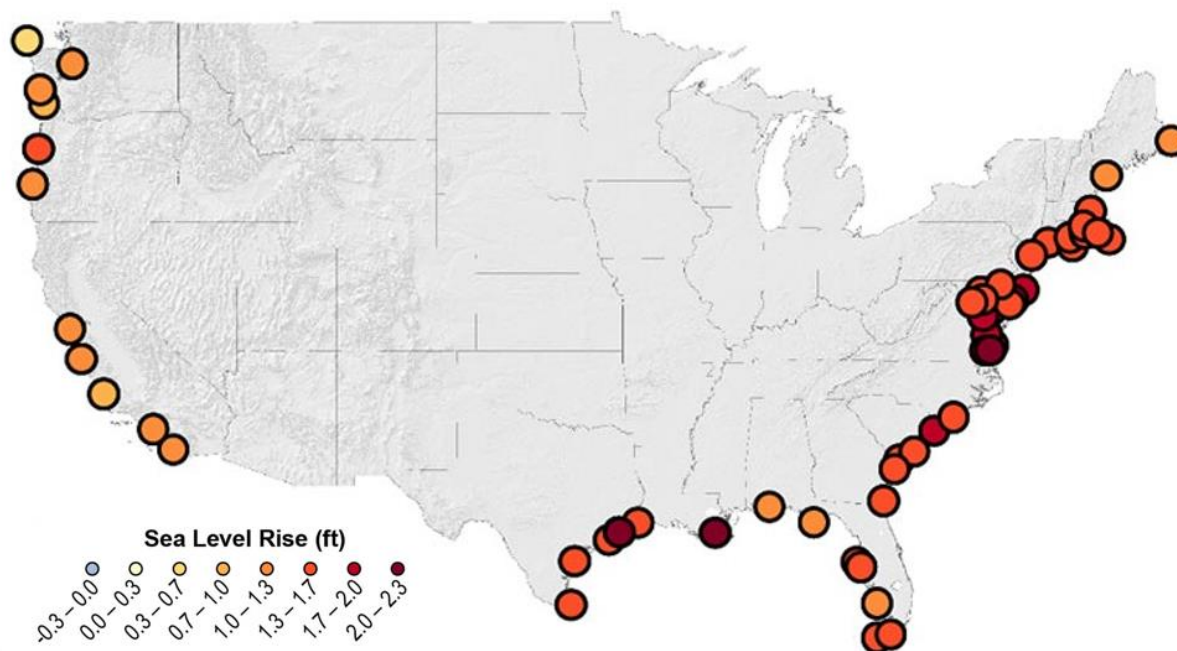 Sea Level Rise (ft)
-0.3 – 0.0
0.0 – 0.3
0.3 – 0.7
0.7 – 1.0
1.0 – 1.3
1.3 – 1.7
1.7 – 2.0
2.0 – 2.3